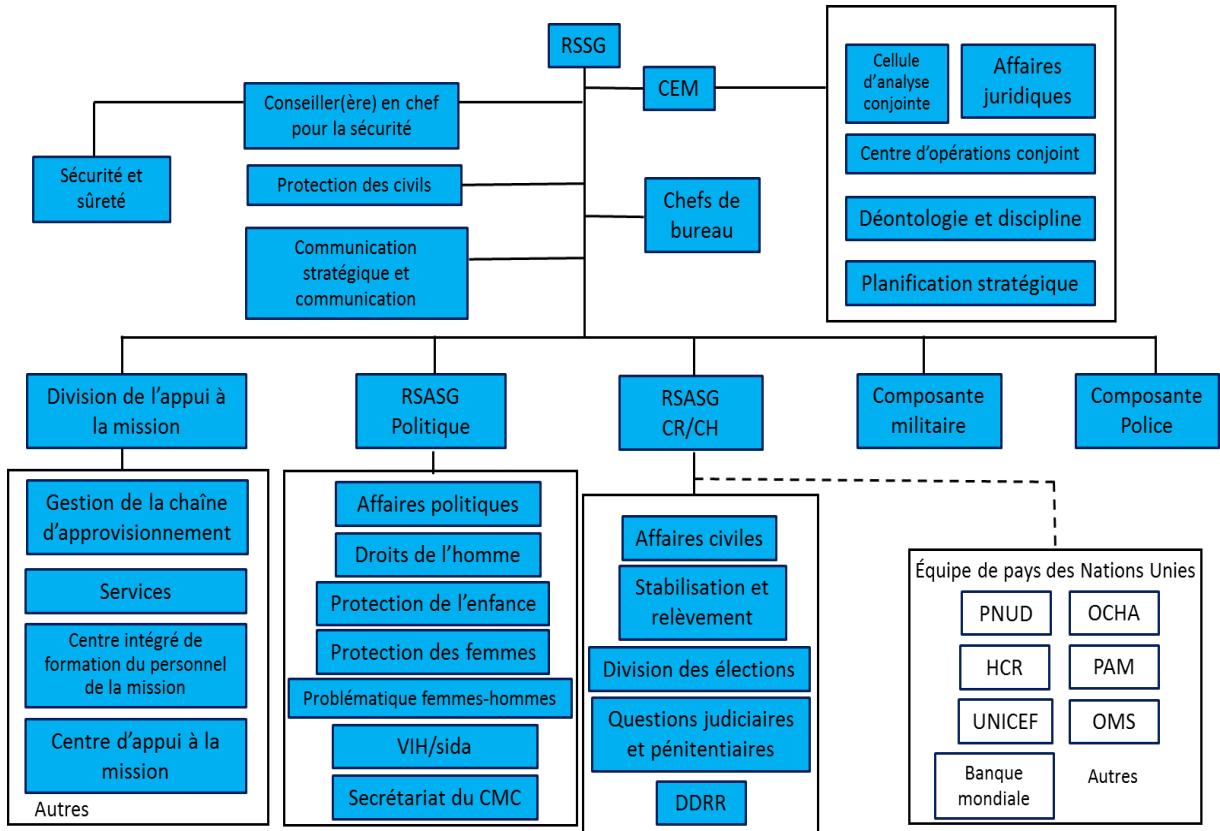 RSSG
CEM
Conseiller(ère) en chef
pour la sécurité
Sécurité et
sûreté
Protection des civils
Communication
stratégique et
communication
Chefs de
bureau
Cellule
d'analyse
conjointe
Affaires
juridiques
Centre d'opérations conjoint
Déontologie et discipline
Planification stratégique
Division de l'appui à
la mission
RSASG
Politique
RSASG
CR/CH
Composante
militaire
Composante
Police
Gestion de la chaîne
d'approvisionnement
Services
Centre intégré de
formation du personnel
de la mission
Centre d'appui à la
mission
Autres
Affaires politiques
Droits de l'homme
Protection de l'enfance
Protection des femmes
Problématique femmes-hommes
VIH/sida
Secrétariat du CMC
Affaires civiles
Stabilisation et
relèvement
Division des élections
Questions judiciaires
et pénitentiaires
DDRR
Équipe de pays des Nations Unies
PNUD
OCHA
HCR
PAM
UNICEF
OMS
Banque
mondiale
Autres